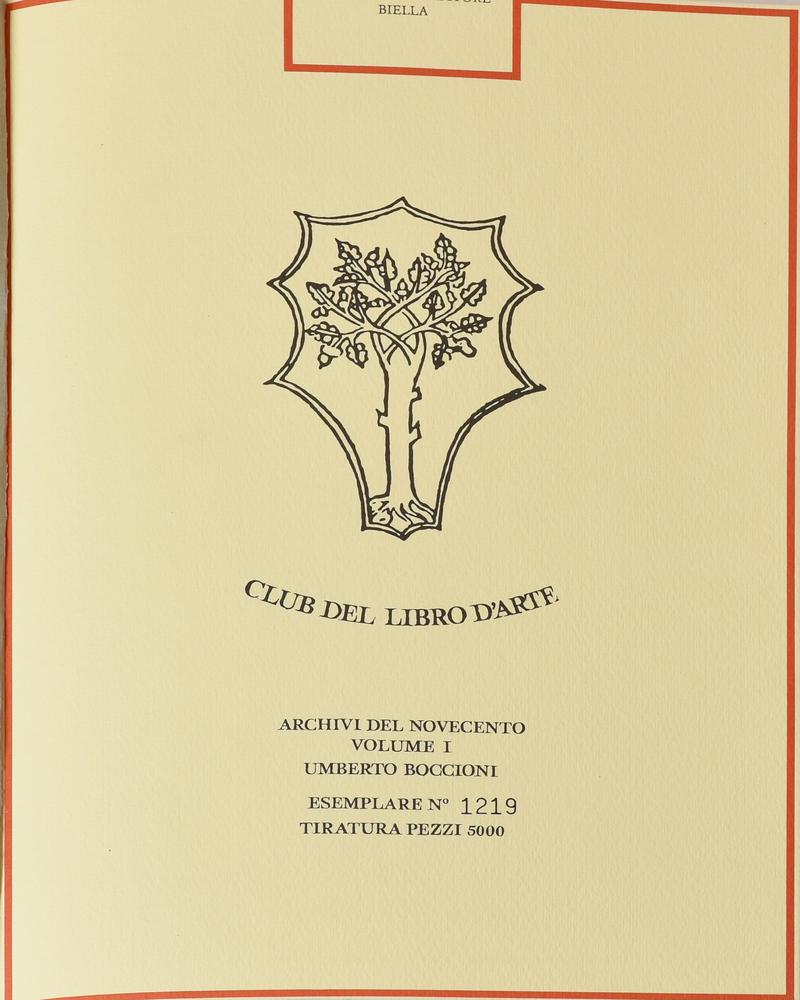 BIELLA
CLUB DEL LIBRO D'ARTE
ARCHIVI DEL NOVECENTO
VOLUME I
UMBERTO BOCCIONI
ESEMPLARE Nº 1219
TIRATURA PEZZI 5000